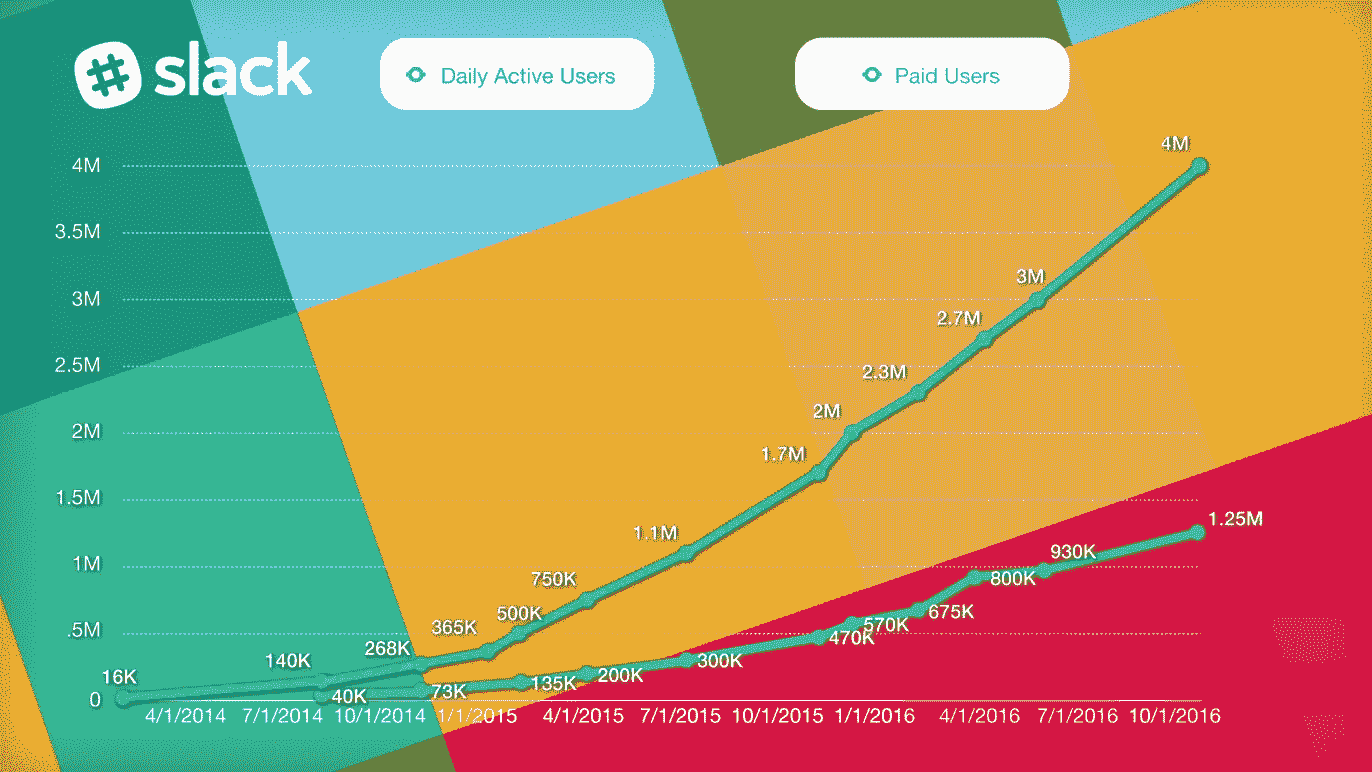 slack
Daily Active Users
Paid Users
4M
3.5M
3M
2.5M
2M
1.5M
1M
.5M
0
16K
140K
268K
365K
500K
750K
1.1M
1.7M
2M
2.3M
2.7M
3M
4M
40K
73K
135K
200K
300K
470K
570K
675K
800K
930K
1.25M
4/1/2014 7/1/2014 10/1/2014 1/1/2015 4/1/2015 7/1/2015 10/1/2015 1/1/2016 4/1/2016 7/1/2016 10/1/2016